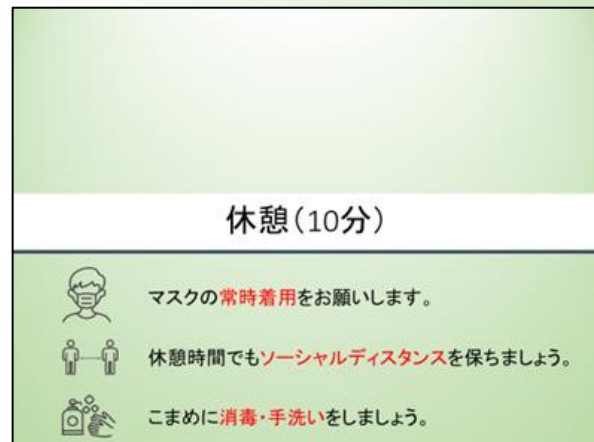 休憩（10分）
マスクの常時着用をお願いします。
休憩時間でもソーシャルディスタンスを保ちましょう。
こまめに消毒・手洗いをしましょう。